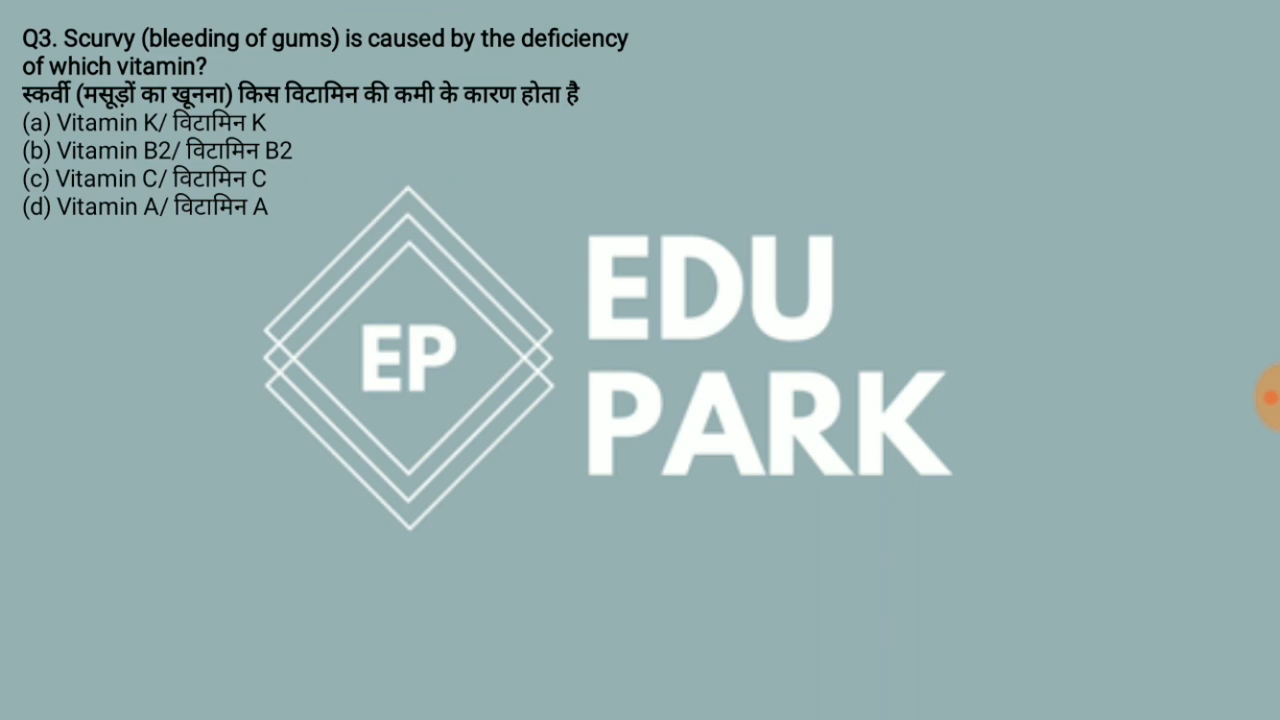 Q3. Scurvy (bleeding of gums) is caused by the deficiency
of which vitamin?
स्कर्वी (मसूड़ों का खूनना) किस विटामिन की कमी के कारण होता है
(a) Vitamin K/ विटामिन K
(b) Vitamin B2/ विटामिन B2
(c) Vitamin C/ विटामिन C
(d) Vitamin A/ विटामिन A
EP
EDU
PARK